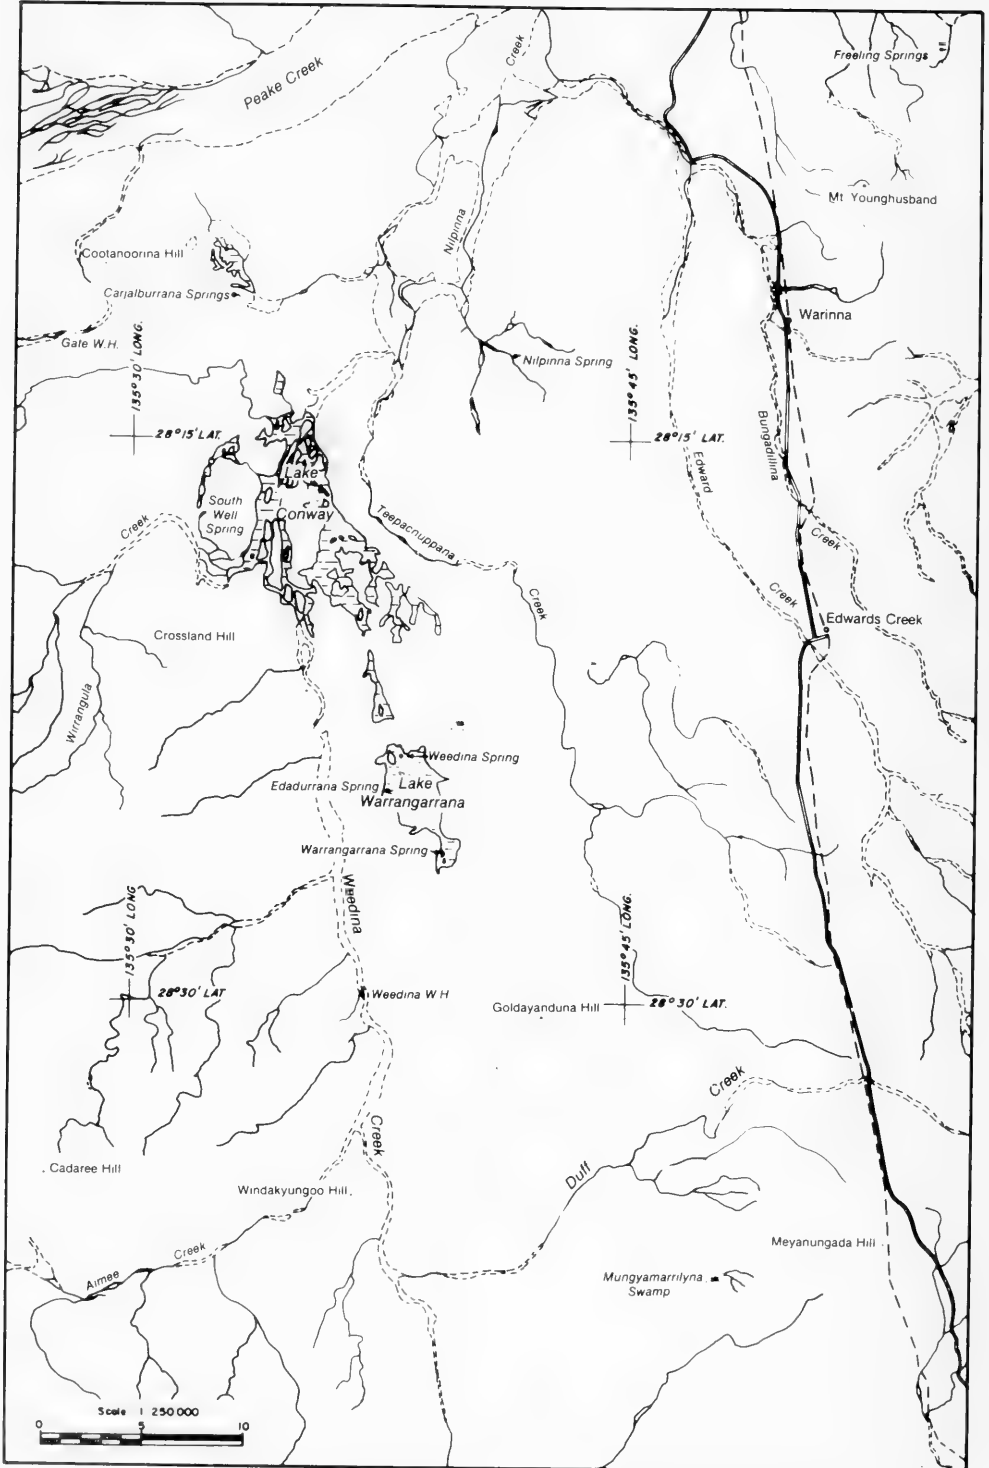 Freeling Springs
Creek
Peake Creek
Mt Younghusband
Nilpinna
Cootanoorina Hill
Carjalburrana Springs
Warinna
Gate W.H.
135° 30' LONG.
135° 45' LONG.
Nilpinna Spring
28° 15' LAT.
28° 15' LAT.
Bungadillina
Edward
Lake
Conway
South
Well
Spring
Creek
Teepacnuppana
Creek
Creek
Creek
Edwards Creek
Crossland Hill
Wirrangula
Weedina Spring
Edadurrana Spring
Lake
Warrangarrana
Warrangarrana Spring
Weedina
135° 30' LONG
135° 45' LONG.
28° 30' LAT
Weedina W H
Goldayanduna Hill
28° 30' LAT.
Creek
Creek
Cadaree Hill
Duff
Windakyungoo Hill
Meyanungada Hill
Creek
Aimee
Mungyamarrilyna
Swamp
Scale 1 250 000
0 5 10